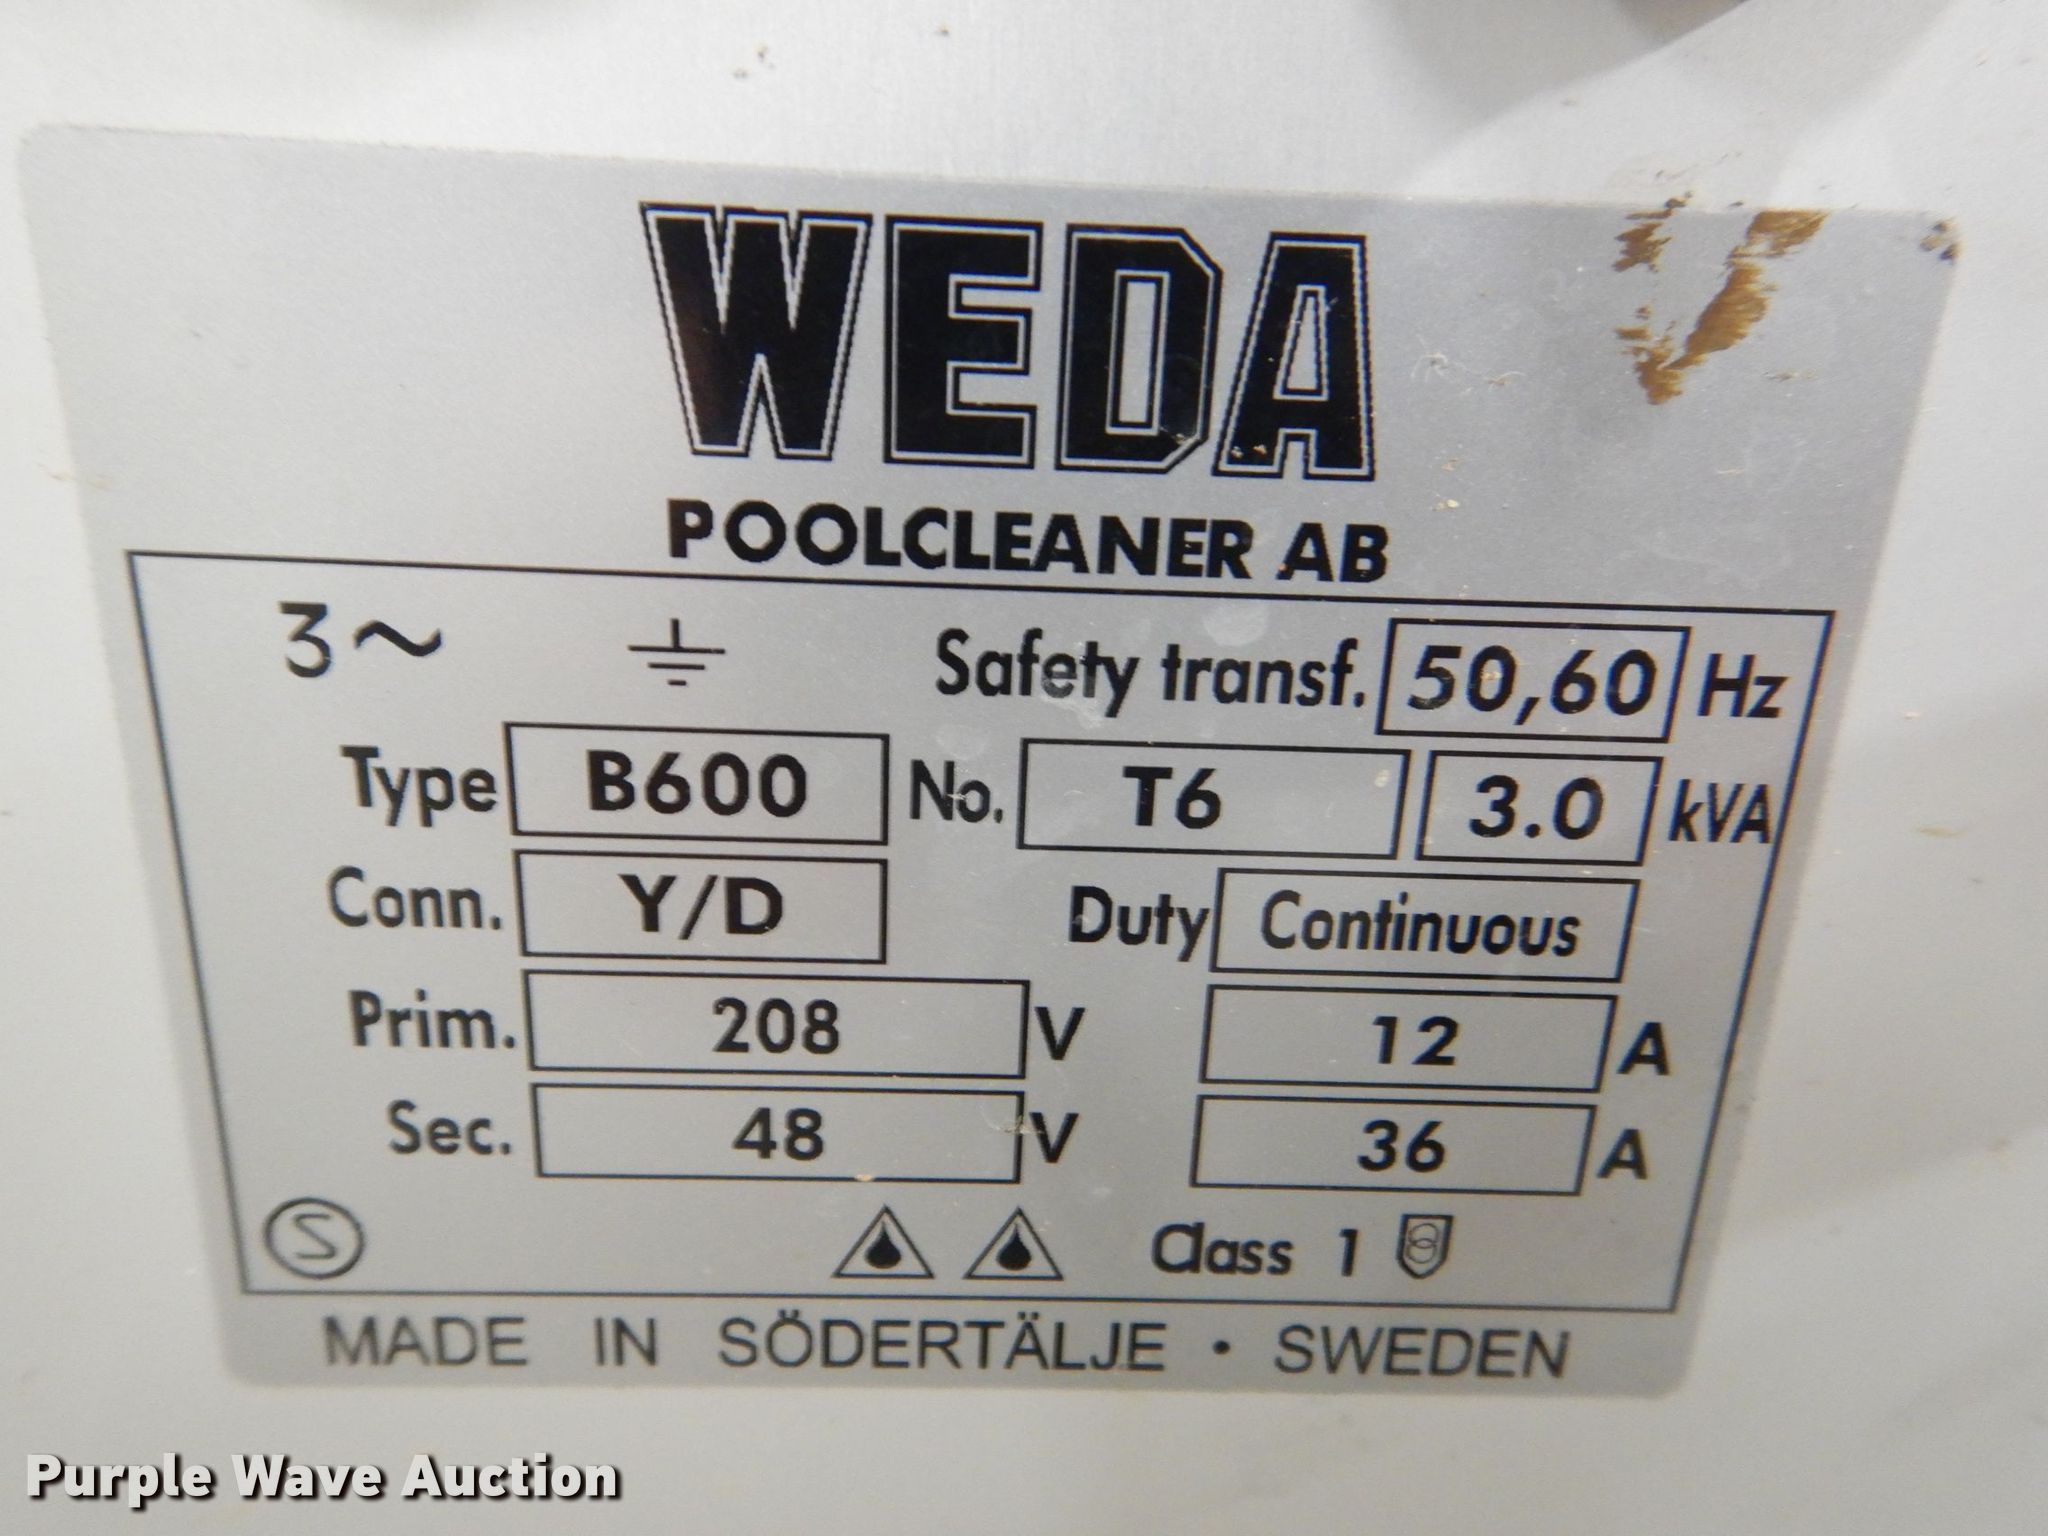 WEDA
POOLCLEANER AB
3~ Safety transf. 50,60 Hz
Type B600 No. T6 3.0 kVA
Conn. Y/D Duty Continuous
Prim. 208 V 12 A
Sec. 48 V 36 A
S Class 1
MADE IN SÖDERTÄLJE • SWEDEN
Purple Wave Auction